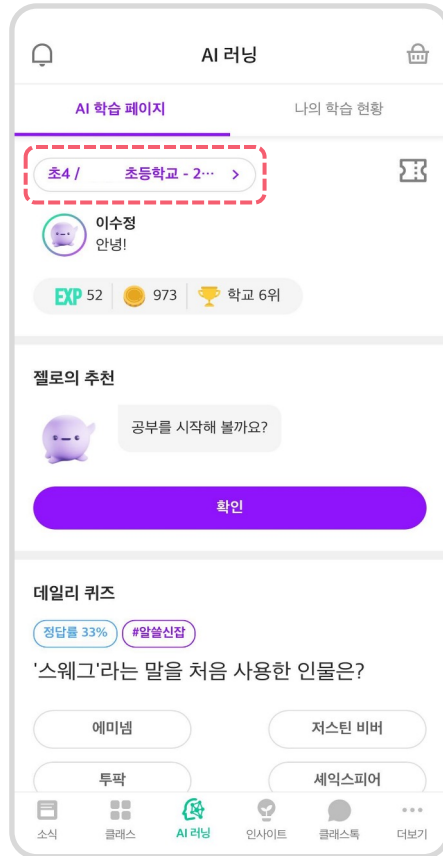 AI 러닝
AI 학습 페이지 나의 학습 현황
초4 / 초등학교 - 2… >
이수정
안녕!
EXP 52 973 학교 6위
젤로의 추천
공부를 시작해 볼까요?
확인
데일리 퀴즈
정답률 33% #알쓸신잡
'스웨그'라는 말을 처음 사용한 인물은?
에미넴 저스틴 비버
투팍 셰익스피어
소식 클래스 AI 러닝 인사이트 클래스톡 더보기